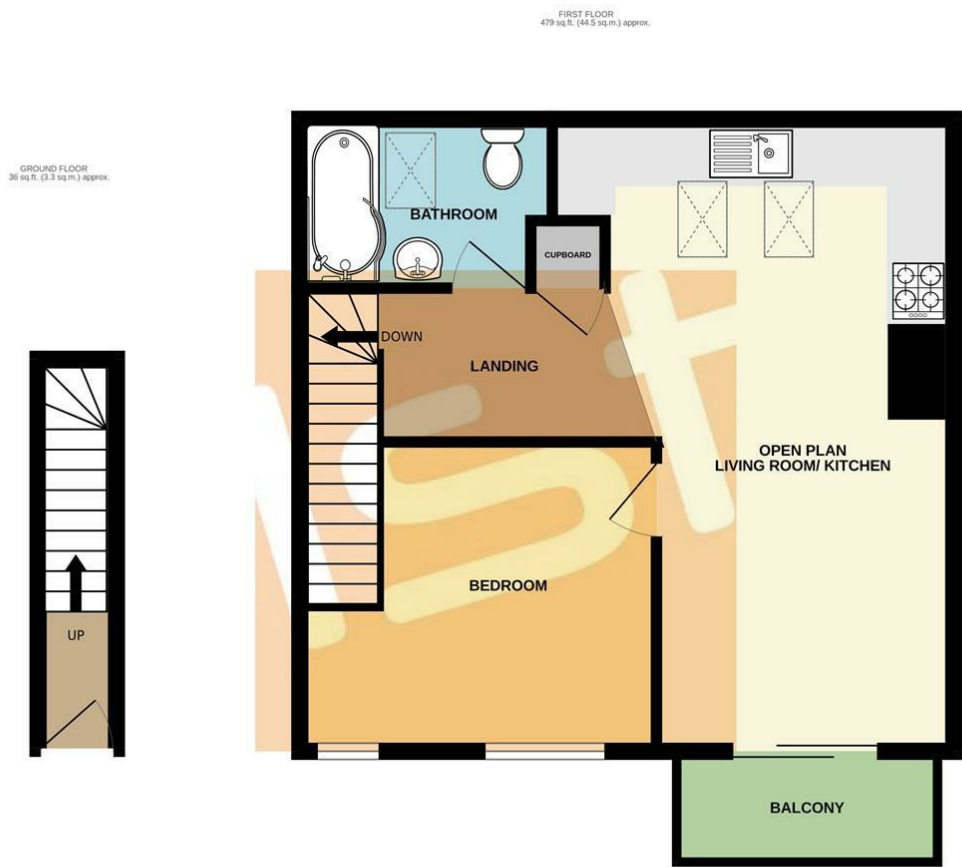 FIRST FLOOR
479 sq.ft. (44.5 sq.m.) approx.
GROUND FLOOR
36 sq.ft. (3.3 sq.m.) approx.
BATHROOM
CUPBOARD
DOWN
LANDING
OPEN PLAN
LIVING ROOM/ KITCHEN
BEDROOM
UP
BALCONY